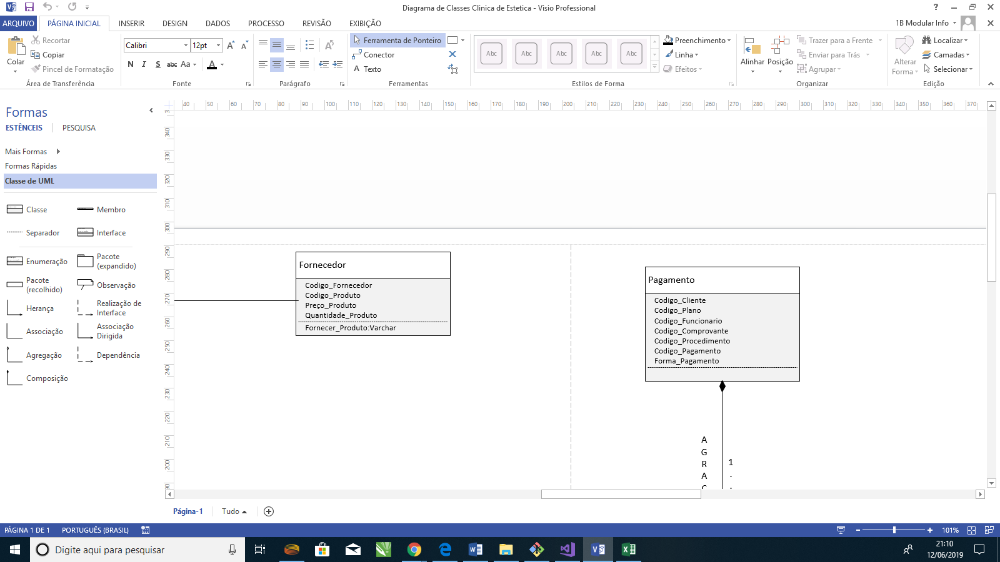 Diagrama de Classes Clinica de Estetica - Visio Professional
ARQUIVO PÁGINA INICIAL INSERIR DESIGN DADOS PROCESSO REVISÃO EXIBIÇÃO
1B Modular Info
Colar
Recortar
Copiar
Pincel de Formatação
Área de Transferência
Calibri 12pt
N I S abc Aa A
Fonte
Parágrafo
Ferramenta de Ponteiro
Conector
A Texto
Ferramentas
Abc Abc Abc Abc Abc
Estilos de Forma
Preenchimento
Linha
Efeitos
Alinhar Posição
Trazer para a Frente
Enviar para Trás
Agrupar
Organizar
Alterar
Forma
Localizar
Camadas
Selecionar
Edição
Formas
ESTÊNCEIS PESQUISA
Mais Formas
Formas Rápidas
Classe de UML
Classe Membro
Separador Interface
Enumeração Pacote
(expandido)
Pacote
(recolhido) Observação
Herança Realização de
Interface
Associação Associação
Dirigida
Agregação Dependência
Composição
40 50 60 70 80 90 100 110 120 130 140 150 160 170 180 190 200 210 220 230 240 250 260 270 280 290 300 310 320 330 340 350 360 370
340
330
320
310
300
290
280
270
260
250
240
230
220
210
200
Fornecedor
Codigo_Fornecedor
Codigo_Produto
Preço_Produto
Quantidade_Produto
Fornecer_Produto:Varchar
Pagamento
Codigo_Cliente
Codigo_Plano
Codigo_Funcionario
Codigo_Comprovante
Codigo_Procedimento
Codigo_Pagamento
Forma_Pagamento
A
G
R
A
C
1
.
.
Página-1 Tudo
PÁGINA 1 DE 1 PORTUGUÊS (BRASIL) 101%
Digite aqui para pesquisar
21:10
12/06/2019